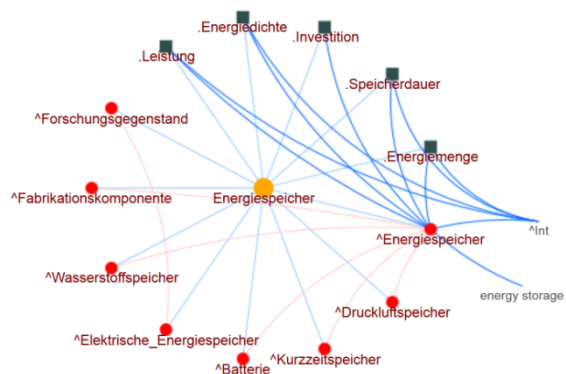 .Energiedichte
.Investition
.Leistung
.Speicherdauer
^Forschungsgegenstand
.Energiemenge
^Fabrikationskomponente
Energiespeicher
^Int
^Energiespeicher
^Wasserstoffspeicher
energy storage
^Druckluftspeicher
^Elektrische_Energiespeicher
^Kurzzeitspeicher
^Batterie